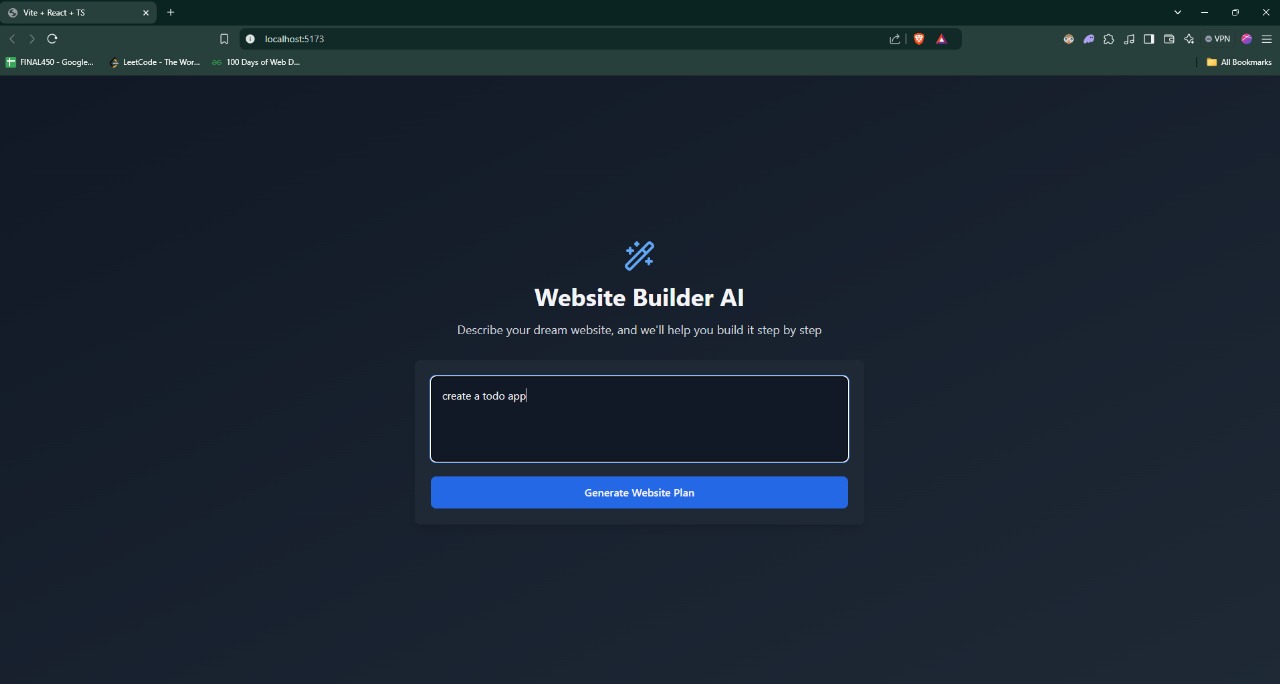 Vite + React + TS
localhost:5173
VPN
FINAL450 - Google...
LeetCode - The Wor...
100 Days of Web D...
All Bookmarks
Website Builder AI
Describe your dream website, and we'll help you build it step by step
create a todo app
Generate Website Plan